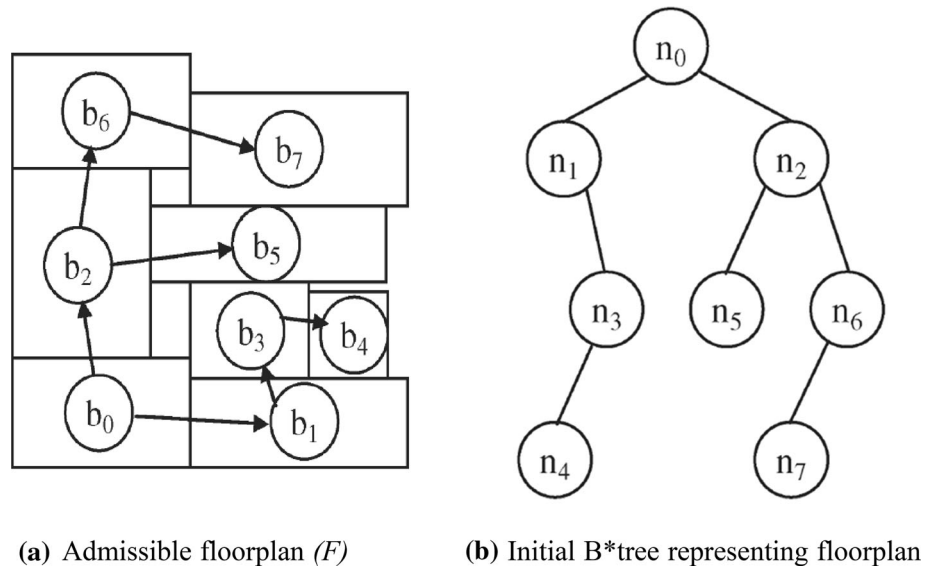 b₆
b₇
b₂
b₅
b₃
b₄
b₀
b₁
(a) Admissible floorplan (F)
n₀
n₁
n₂
n₃
n₅
n₆
n₄
n₇
(b) Initial B*tree representing floorplan